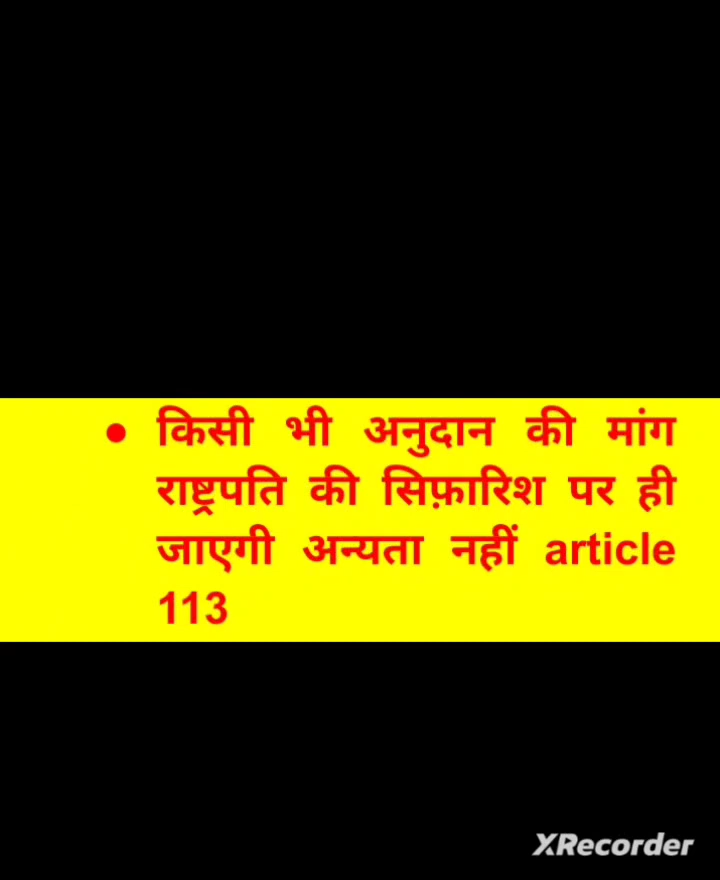 ● किसी भी अनुदान की मांग
राष्ट्रपति की सिफ़ारिश पर ही
जाएगी अन्यता नहीं article
113
XRecorder